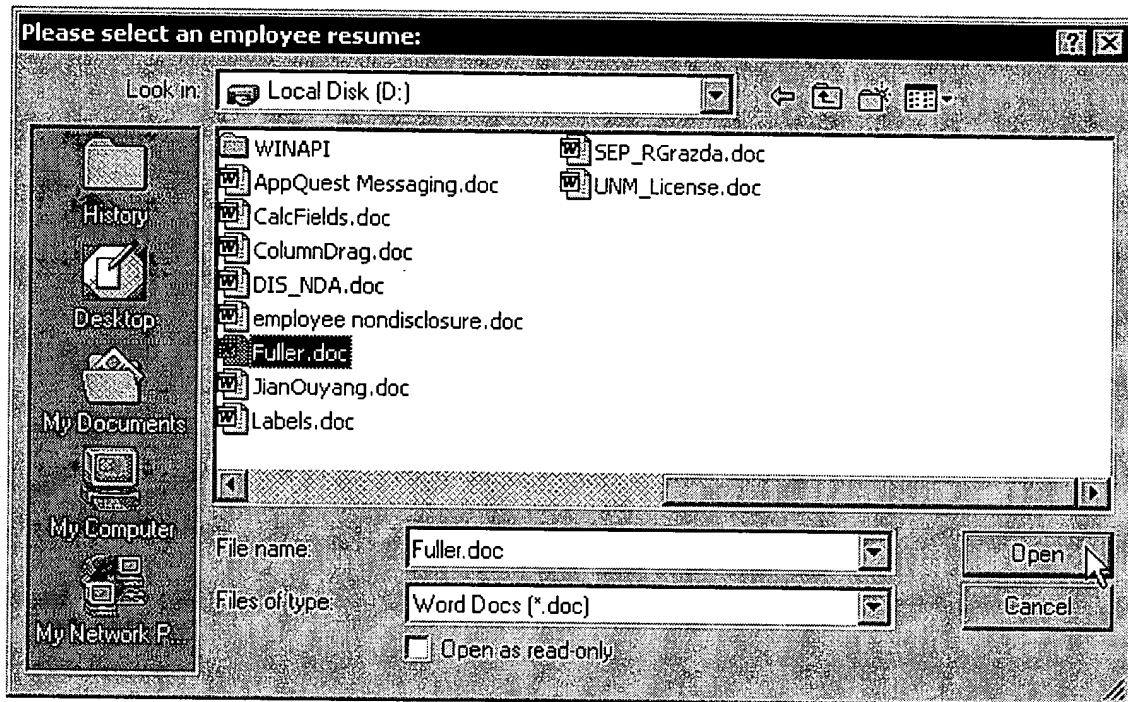 Please select an employee resume:
Look in: Local Disk (D:)
History
Desktop
My Documents
My Computer
My Network P...
WINAPI
AppQuest Messaging.doc
CalcFields.doc
ColumnDrag.doc
DIS_NDA.doc
employee nondisclosure.doc
Fuller.doc
JianOuyang.doc
Labels.doc
SEP_RGrazda.doc
UNM_License.doc
File name: Fuller.doc Open
Files of type: Word Docs (*.doc) Cancel
Open as read-only